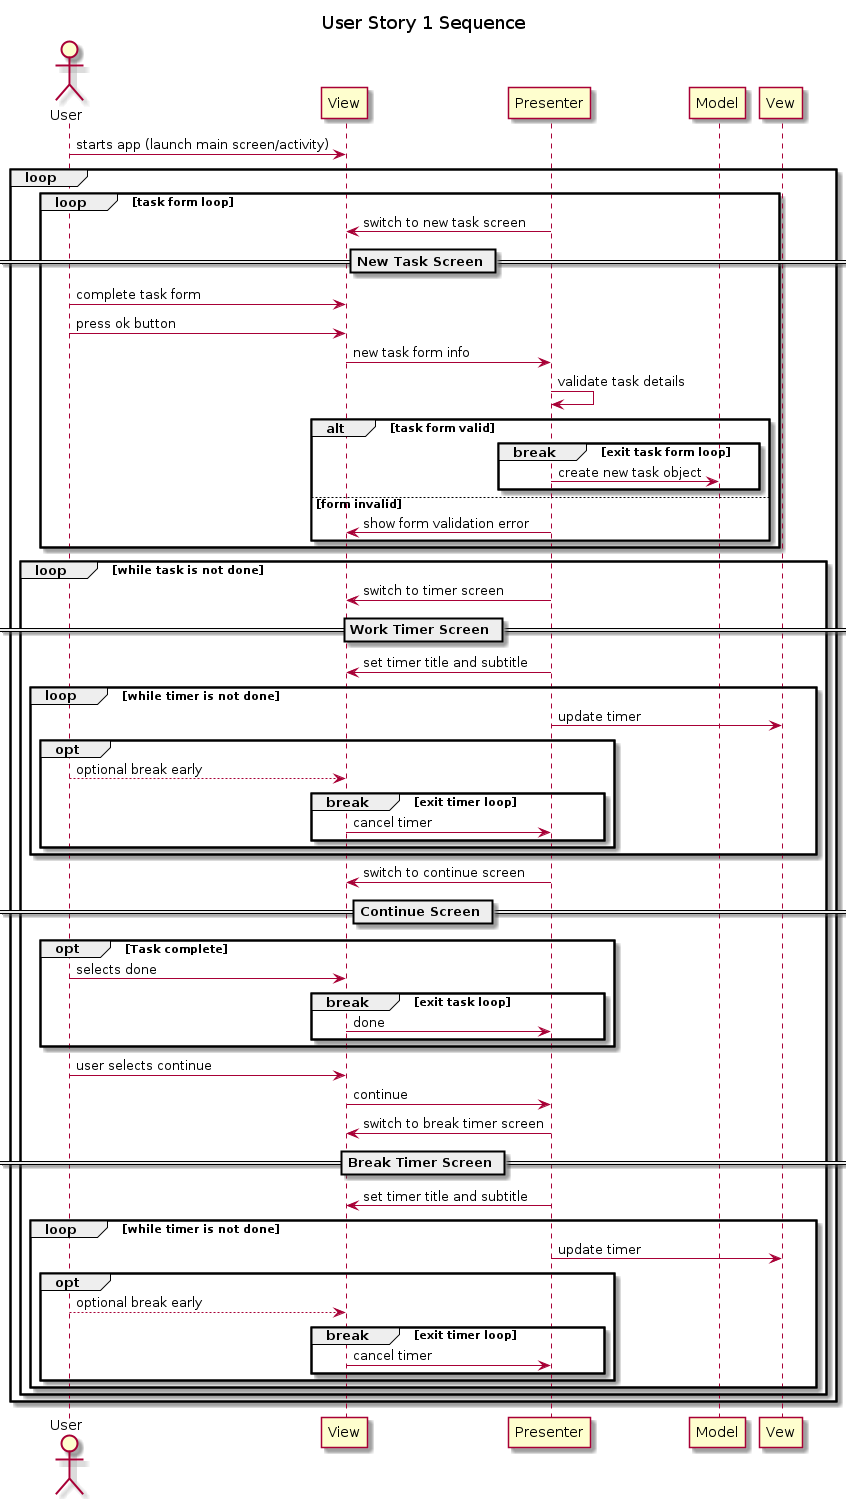 User Story 1 Sequence
User
View
Presenter
Model
Vew
starts app (launch main screen/activity)
loop
loop [task form loop]
switch to new task screen
New Task Screen
complete task form
press ok button
new task form info
validate task details
alt [task form valid]
break [exit task form loop]
create new task object
[form invalid]
show form validation error
loop [while task is not done]
switch to timer screen
Work Timer Screen
set timer title and subtitle
loop [while timer is not done]
update timer
opt
optional break early
break [exit timer loop]
cancel timer
switch to continue screen
Continue Screen
opt [Task complete]
selects done
break [exit task loop]
done
user selects continue
continue
switch to break timer screen
Break Timer Screen
set timer title and subtitle
loop [while timer is not done]
update timer
opt
optional break early
break [exit timer loop]
cancel timer
User
View
Presenter
Model
Vew